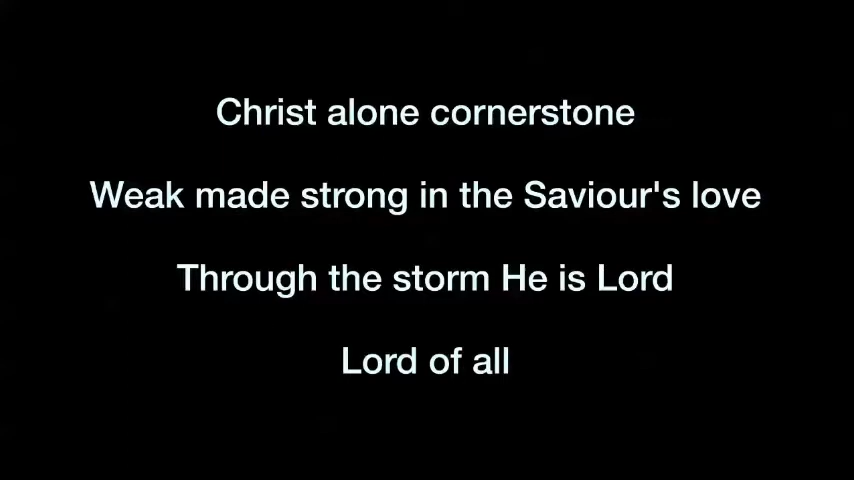 Christ alone cornerstone
Weak made strong in the Saviour's love
Through the storm He is Lord
Lord of all